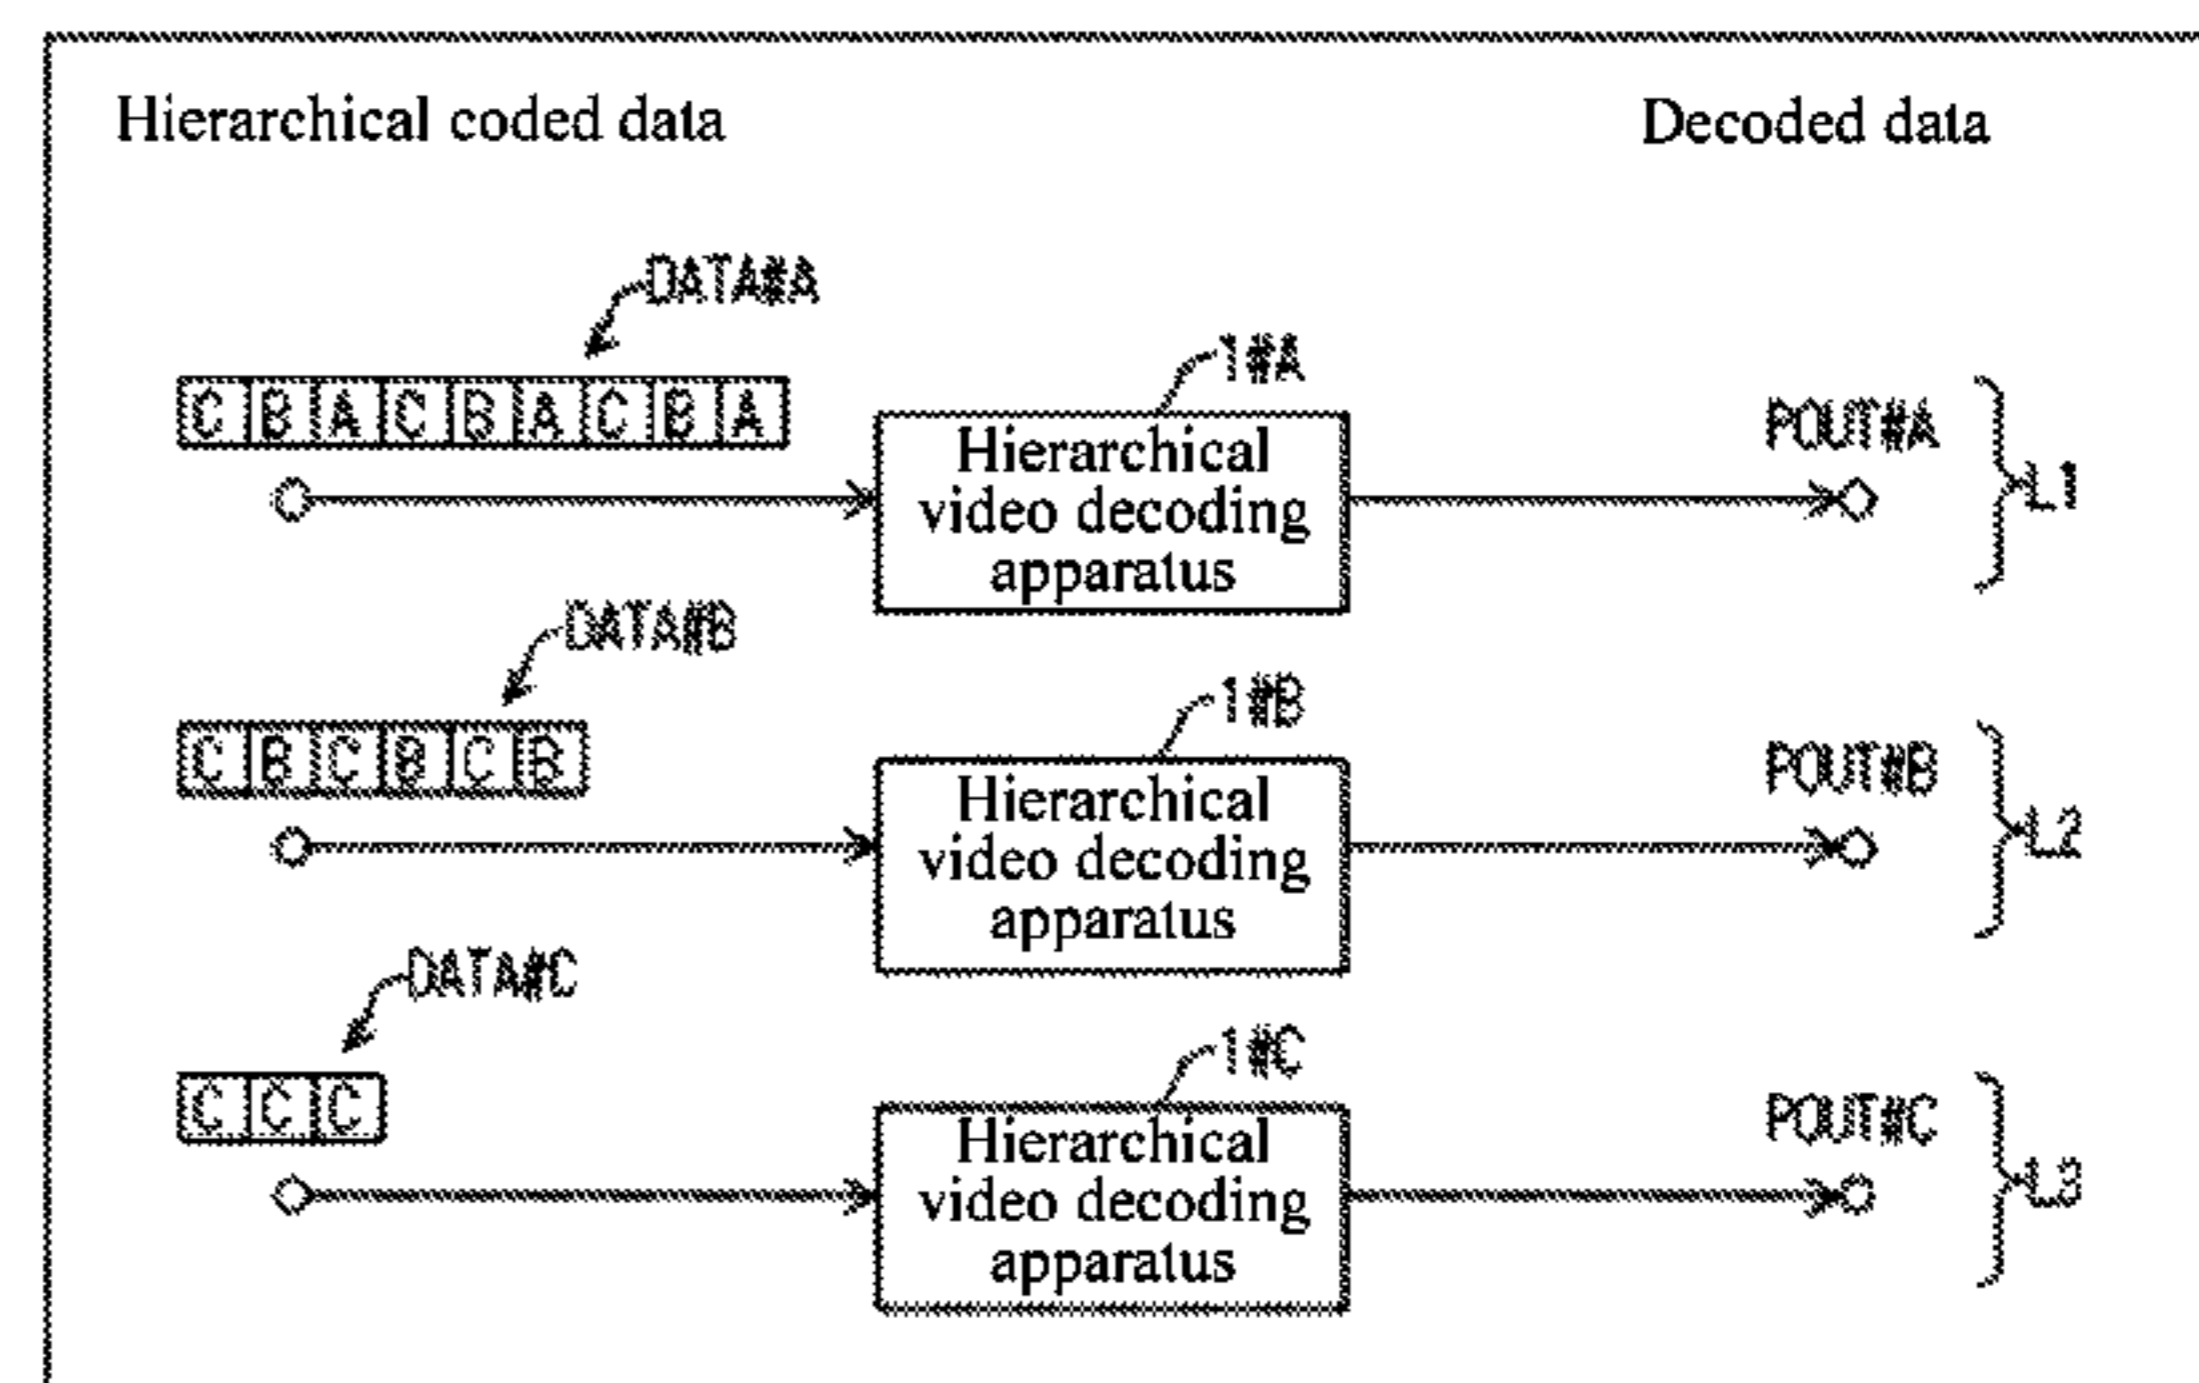 Hierarchical coded data
Decoded data
DATA#A
C B A C B A C B A
1#A
Hierarchical
video decoding
apparatus
POUT#A
L1
DATA#B
C B C B C B
1#B
Hierarchical
video decoding
apparatus
POUT#B
L2
DATA#C
C C C
1#C
Hierarchical
video decoding
apparatus
POUT#C
L3